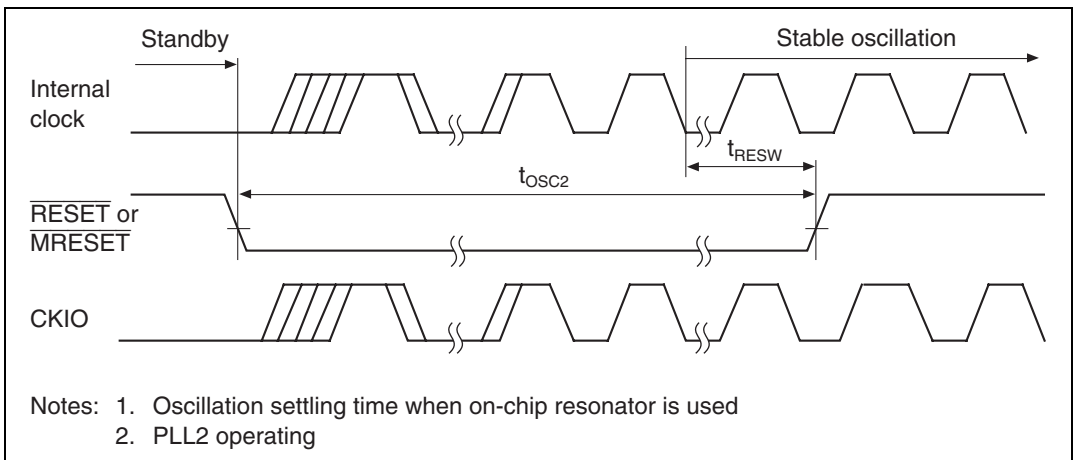 Standby
Stable oscillation
Internal
clock
tRESW
tOSC2
RESET or
MRESET
CKIO
Notes: 1. Oscillation settling time when on-chip resonator is used
2. PLL2 operating